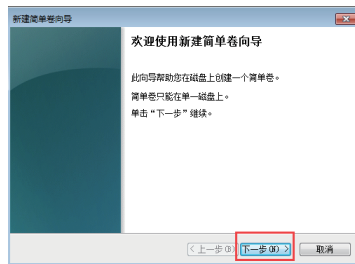 新建简单卷向导
欢迎使用新建简单卷向导
此向导帮助您在磁盘上创建一个简单卷。
简单卷只能在单一磁盘上。
单击“下一步”继续。
< 上一步(B) 下一步(N) > 取消